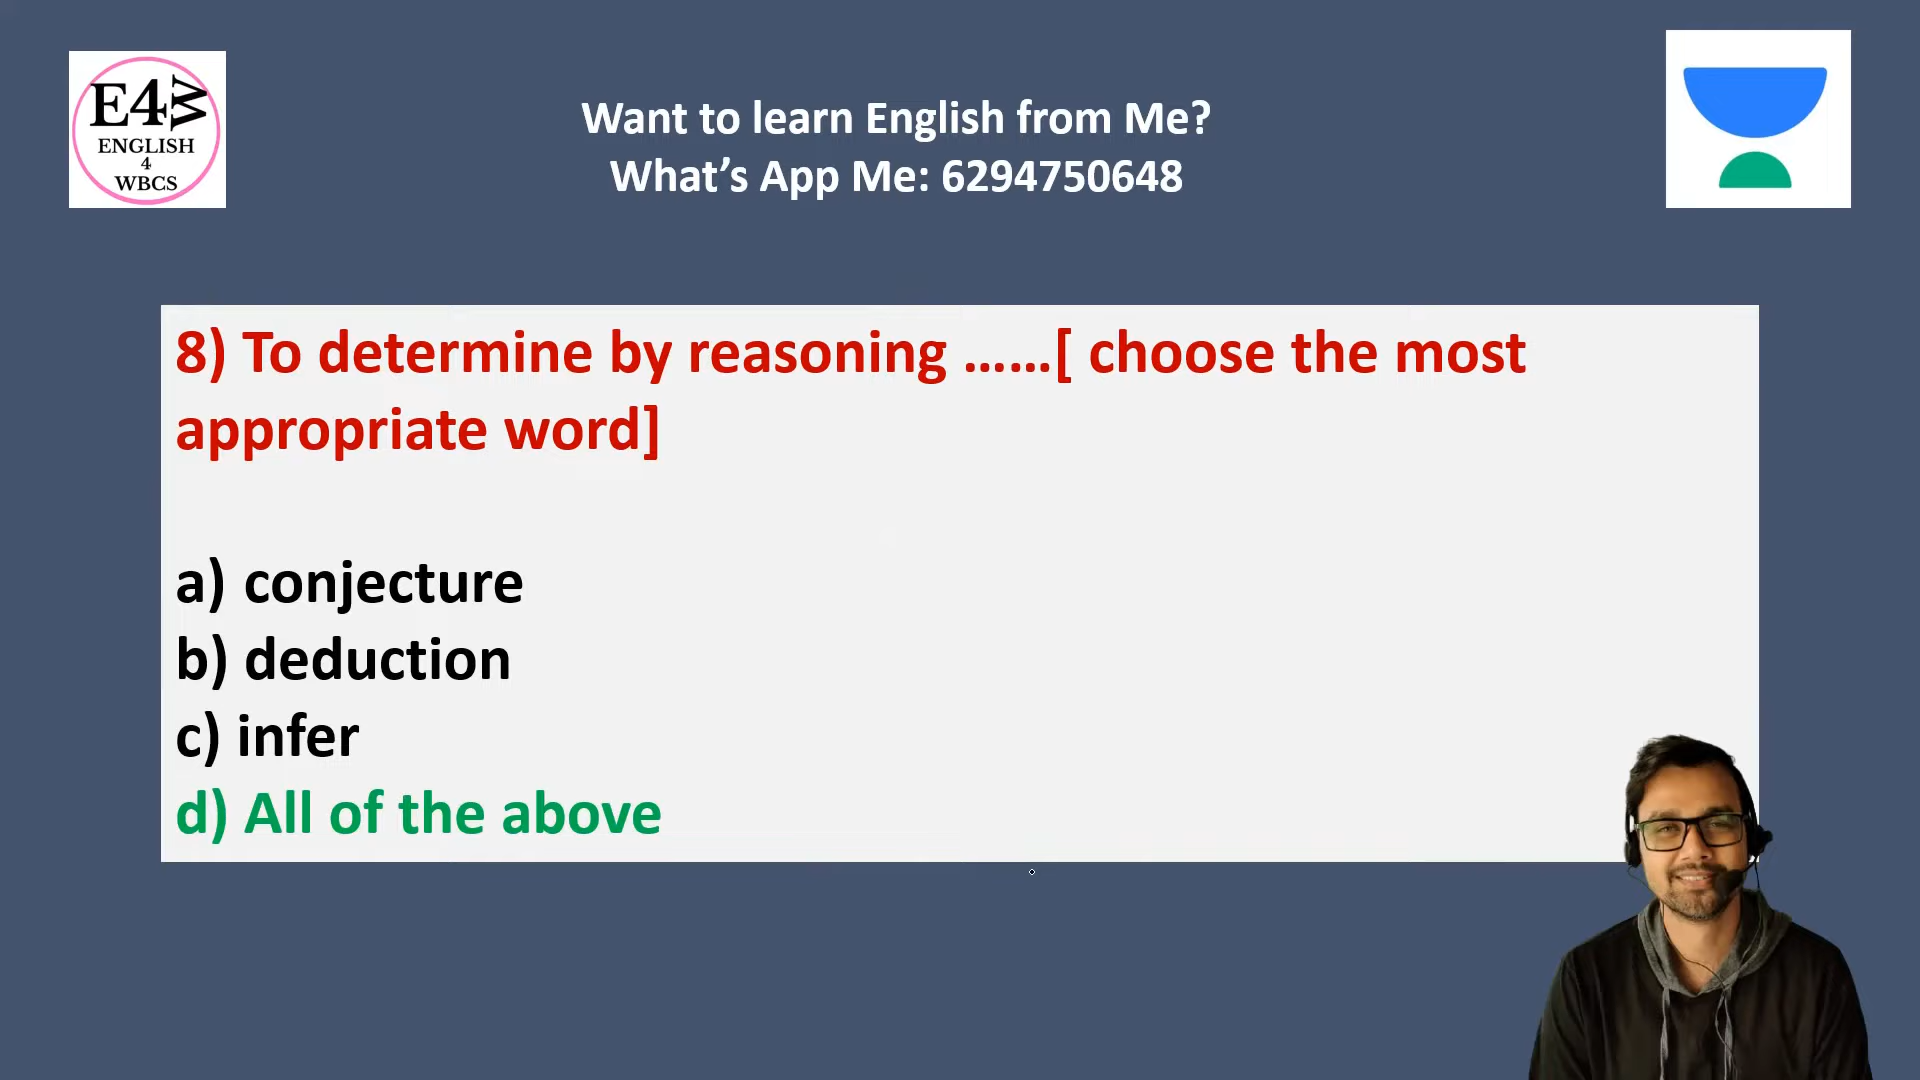 E4W
ENGLISH
4
WBCS
Want to learn English from Me?
What’s App Me: 6294750648
8) To determine by reasoning ……[ choose the most
appropriate word]
a) conjecture
b) deduction
c) infer
d) All of the above